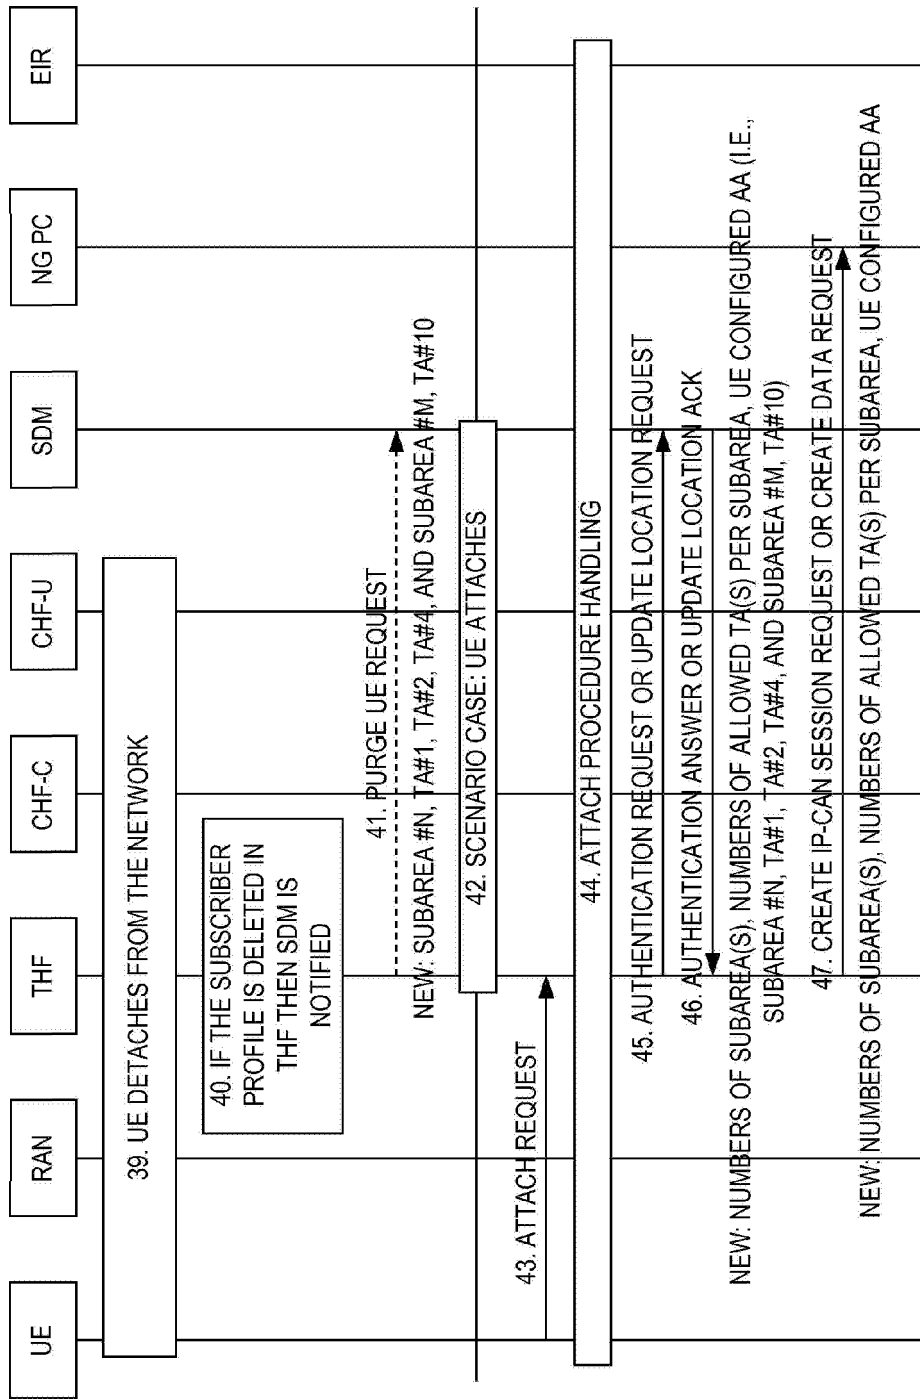 UE
RAN
THF
CHF-C
CHF-U
SDM
NG PC
EIR
39. UE DETACHES FROM THE NETWORK
40. IF THE SUBSCRIBER
PROFILE IS DELETED IN
THF THEN SDM IS
NOTIFIED
41. PURGE UE REQUEST
NEW: SUBAREA #N, TA#1, TA#2, TA#4, AND SUBAREA #M, TA#10
42. SCENARIO CASE: UE ATTACHES
43. ATTACH REQUEST
44. ATTACH PROCEDURE HANDLING
45. AUTHENTICATION REQUEST OR UPDATE LOCATION REQUEST
46. AUTHENTICATION ANSWER OR UPDATE LOCATION ACK
NEW: NUMBERS OF SUBAREA(S), NUMBERS OF ALLOWED TA(S) PER SUBAREA, UE CONFIGURED AA (I.E.,
SUBAREA #N, TA#1, TA#2, TA#4, AND SUBAREA #M, TA#10)
47. CREATE IP-CAN SESSION REQUEST OR CREATE DATA REQUEST
NEW: NUMBERS OF SUBAREA(S), NUMBERS OF ALLOWED TA(S) PER SUBAREA, UE CONFIGURED AA